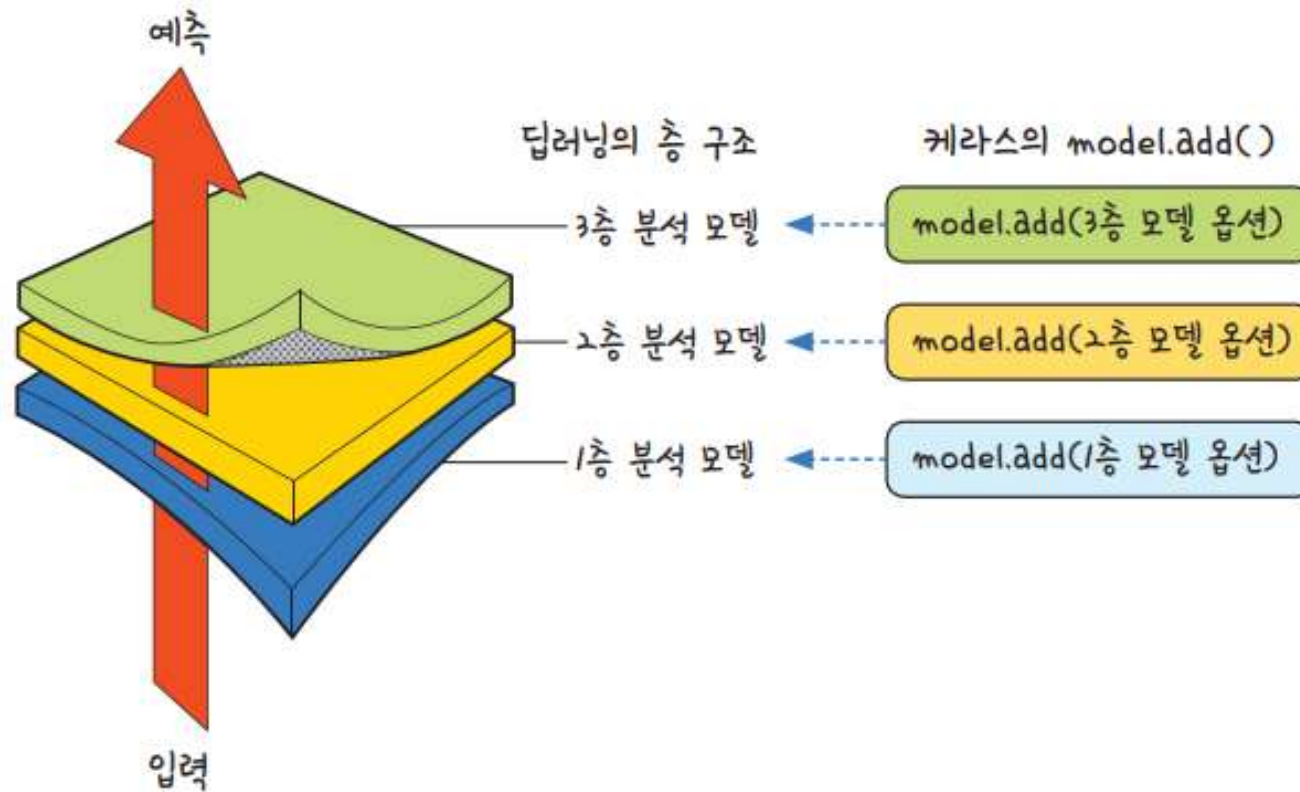 예측
딥러닝의 층 구조
케라스의 model.add()
3층 분석 모델
model.add(3층 모델 옵션)
2층 분석 모델
model.add(2층 모델 옵션)
1층 분석 모델
model.add(1층 모델 옵션)
입력